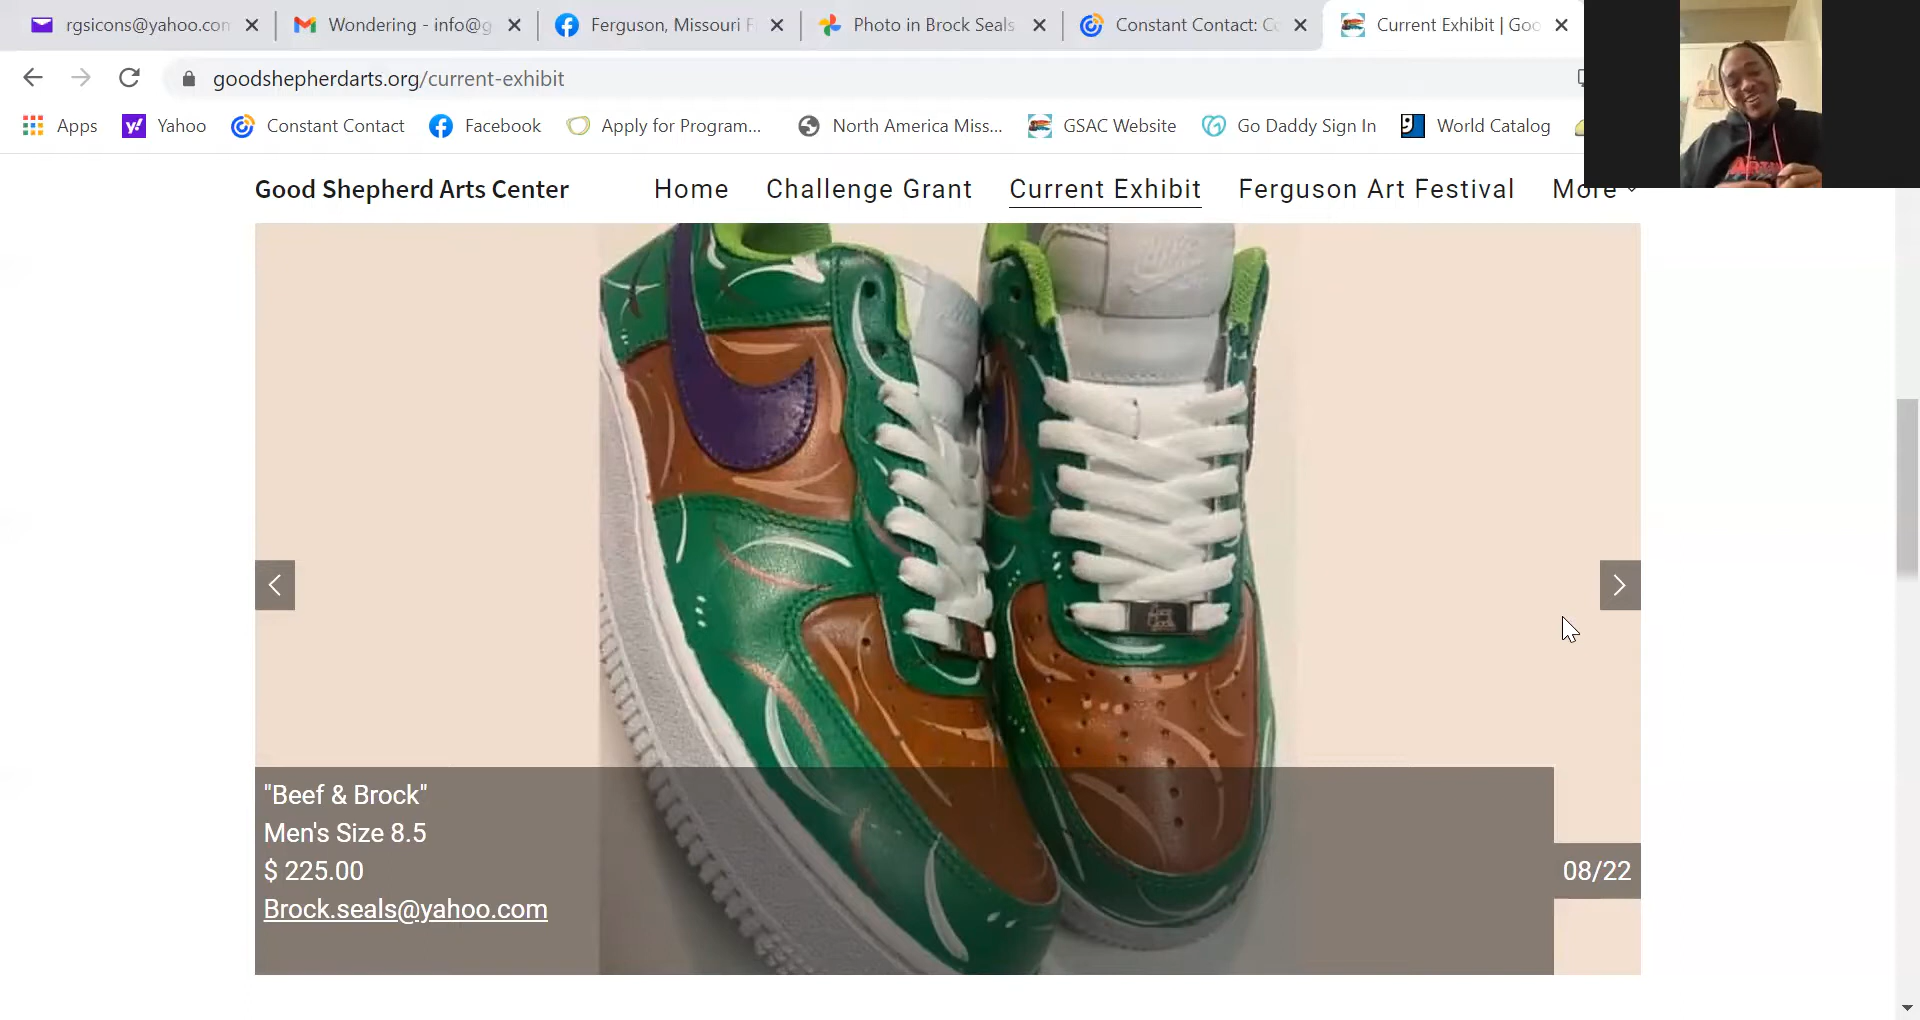 rgsicons@yahoo.con
Wondering - info@g
Ferguson, Missouri F
Photo in Brock Seals
Constant Contact: Co
Current Exhibit | Goo
goodshepherdarts.org/current-exhibit
Apps
Yahoo
Constant Contact
Facebook
Apply for Program...
North America Miss...
GSAC Website
Go Daddy Sign In
World Catalog
Good Shepherd Arts Center
Home
Challenge Grant
Current Exhibit
Ferguson Art Festival
More
"Beef & Brock"
Men's Size 8.5
$ 225.00
Brock.seals@yahoo.com
08/22